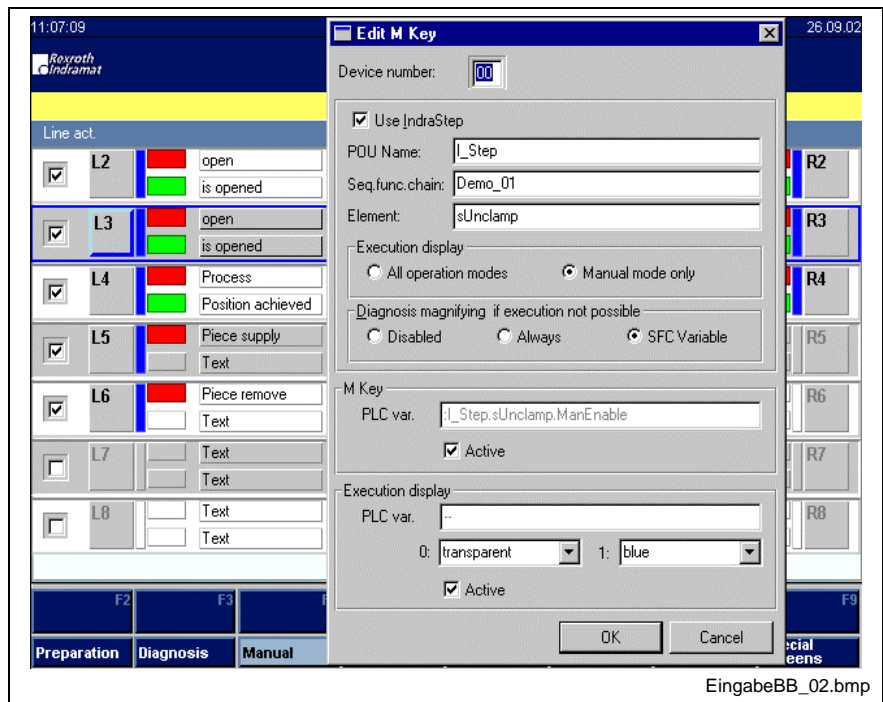 11:07:09
26.09.02
Rexroth
Indramat
Line act.
L2
open
is opened
R2
L3
open
is opened
R3
L4
Process
Position achieved
R4
L5
Piece supply
Text
R5
L6
Piece remove
Text
R6
L7
Text
Text
R7
L8
Text
Text
R8
Edit M Key
Device number: 00
Use IndraStep
POU Name: I_Step
Seq.func.chain: Demo_01
Element: sUnclamp
Execution display
All operation modes Manual mode only
Diagnosis magnifying if execution not possible
Disabled Always SFC Variable
M Key
PLC var. :I_Step.sUnclamp.ManEnable
Active
Execution display
PLC var. --
0: transparent 1: blue
Active
OK Cancel
F2 F3 F9
Preparation Diagnosis Manual
EingabeBB_02.bmp